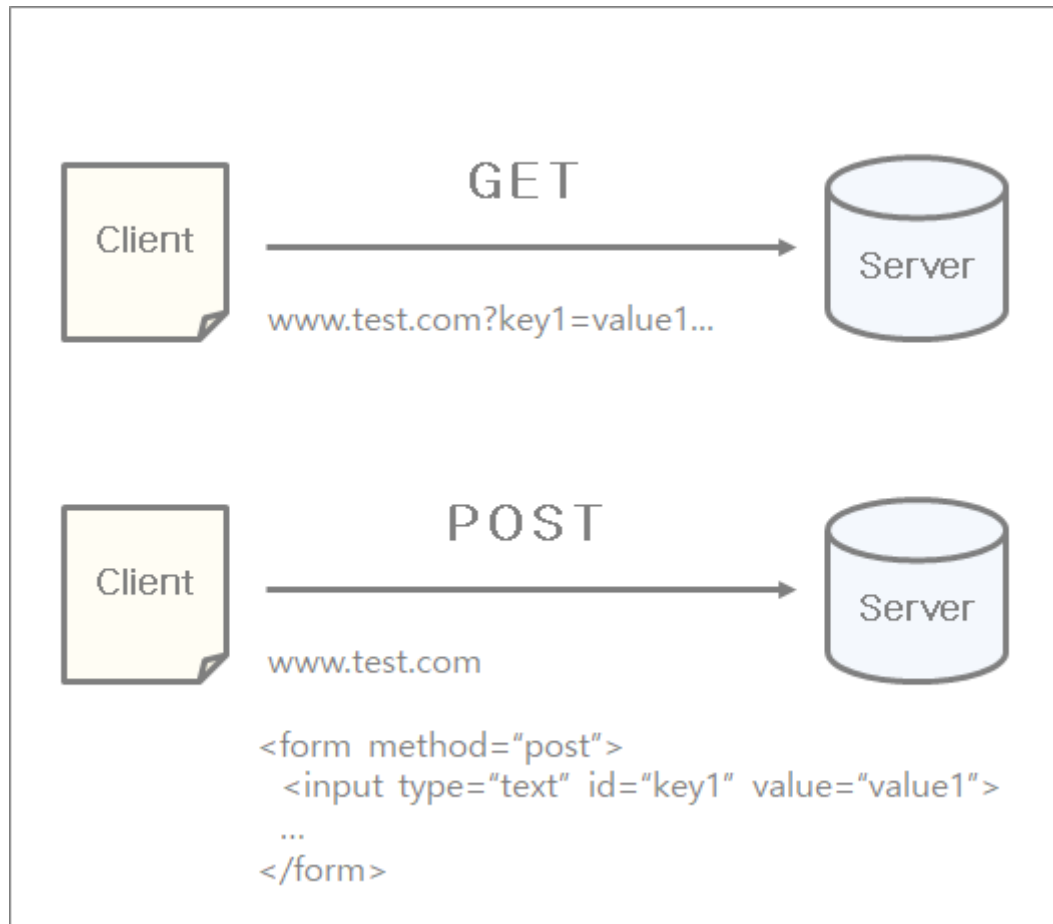 GET
Client
Server
www.test.com?key1=value1...
POST
Client
Server
www.test.com
<form method=“post”>
<input type=“text” id=“key1” value=“value1”>
...
</form>